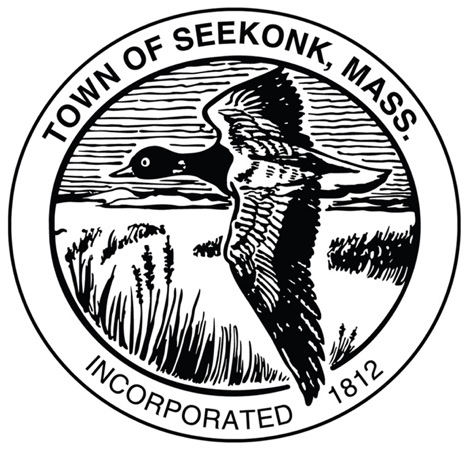 TOWN OF SEEKONK, MASS.
INCORPORATED 1812